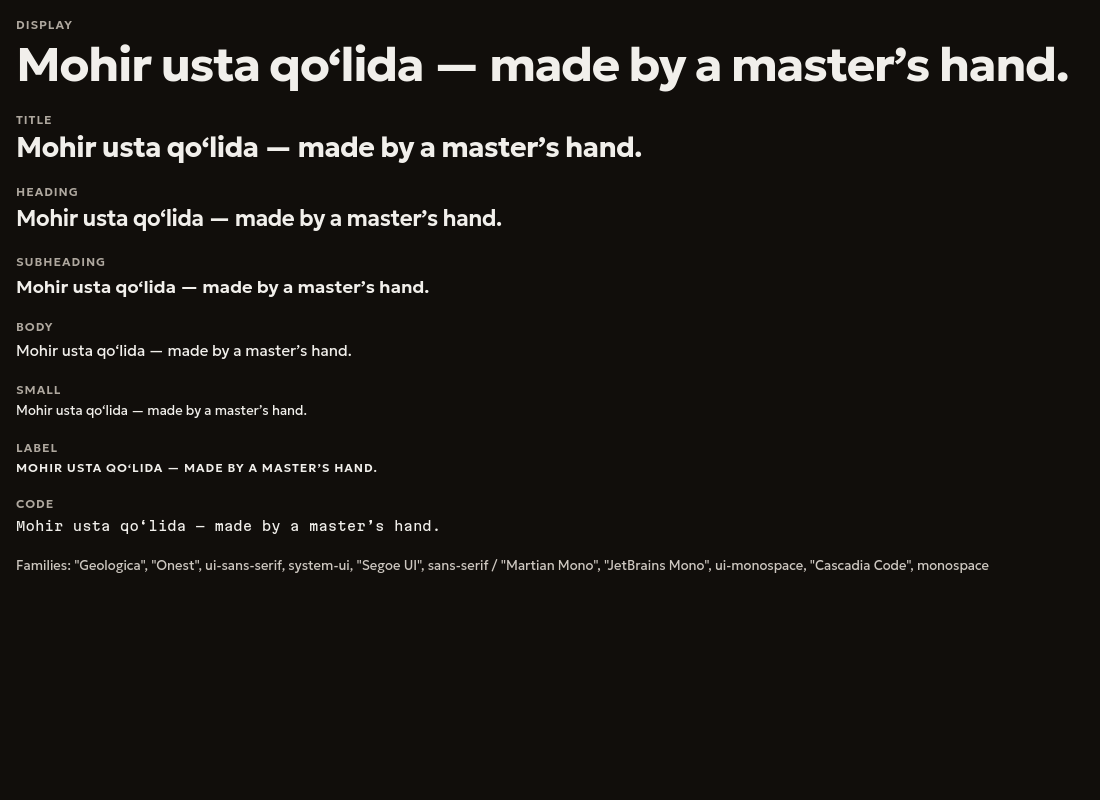 DISPLAY
Mohir usta qo‘lida — made by a master’s hand.
TITLE
Mohir usta qo‘lida — made by a master’s hand.
HEADING
Mohir usta qo‘lida — made by a master’s hand.
SUBHEADING
Mohir usta qo‘lida — made by a master’s hand.
BODY
Mohir usta qo‘lida — made by a master’s hand.
SMALL
Mohir usta qo‘lida — made by a master’s hand.
LABEL
MOHIR USTA QO‘LIDA — MADE BY A MASTER’S HAND.
CODE
Mohir usta qo‘lida — made by a master’s hand.
Families: "Geologica", "Onest", ui-sans-serif, system-ui, "Segoe UI", sans-serif / "Martian Mono", "JetBrains Mono", ui-monospace, "Cascadia Code", monospace